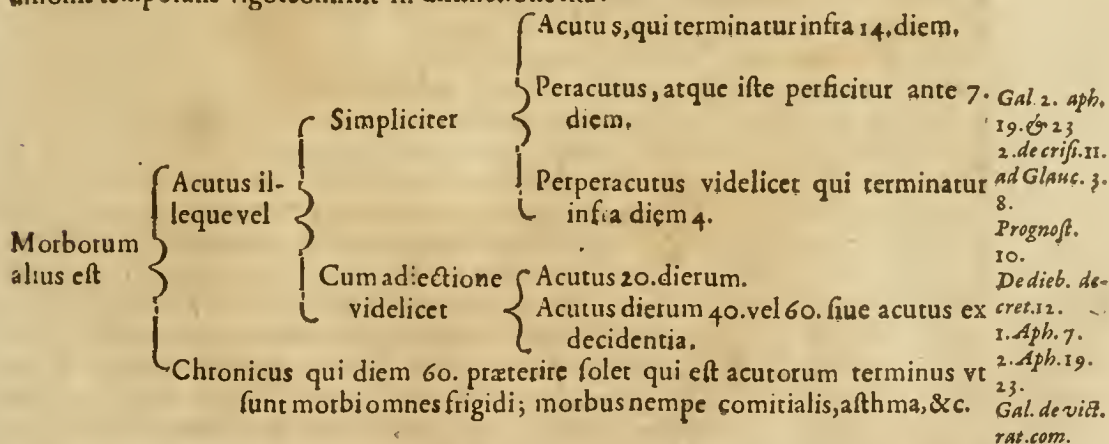 Acutus, qui terminatur infra 14. diem.
Peracutus, atque iſte perficitur ante 7.
diem.
Simpliciter
Perperacutus videlicet qui terminatur
infra diem 4.
Acutus il-
leque vel
Morborum
alius eſt
Cum adiectione
videlicet
Acutus 20. dierum.
Acutus dierum 40. vel 60. ſiue acutus ex
decidentia.
Chronicus qui diem 60. præterire ſolet qui eſt acutorum terminus vt
ſunt morbi omnes frigidi; morbus nempe comitialis, aſthma, &c.
Gal. 2. aph.
19. & 23
2. de criſi. 11.
ad Glauc. 3.
8.
Prognoſt.
10.
De dieb. de-
cret. 12.
1. Aph. 7.
2. Aph. 19.
23.
Gal. de vict.
rat. com.